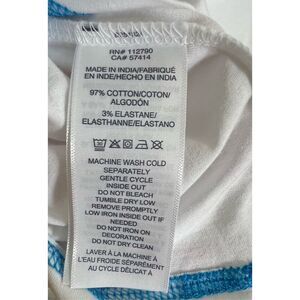 RN# 112790
CA# 57414
MADE IN INDIA/FABRIQUÉ
EN INDE/HECHO EN INDIA
97% COTTON/COTON/
ALGODÓN
3% ELASTANE/
ELASTHANNE/ELASTANO
MACHINE WASH COLD
SEPARATELY
GENTLE CYCLE
INSIDE OUT
DO NOT BLEACH
TUMBLE DRY LOW
REMOVE PROMPTLY
LOW IRON INSIDE OUT IF
NEEDED
DO NOT IRON ON
DECORATION
DO NOT DRY CLEAN
LAVER À LA MACHINE À
L'EAU FROIDE SÉPARÉMENT
AU CYCLE DÉLICAT À